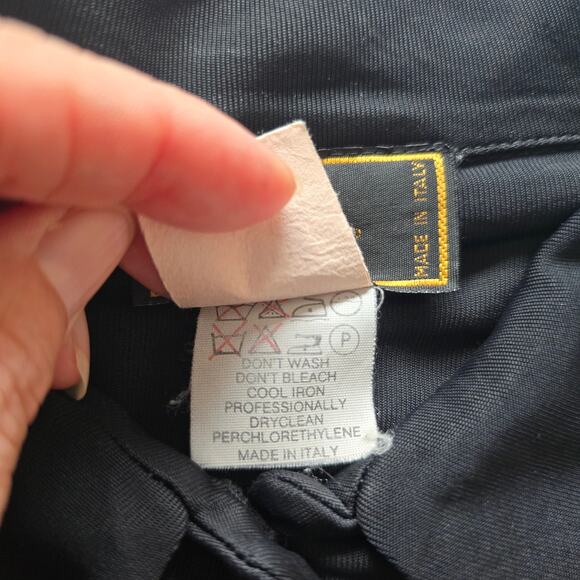 MADE IN ITALY
P
DON'T WASH
DON'T BLEACH
COOL IRON
PROFESSIONALLY
DRYCLEAN
PERCHLORETHYLENE
MADE IN ITALY